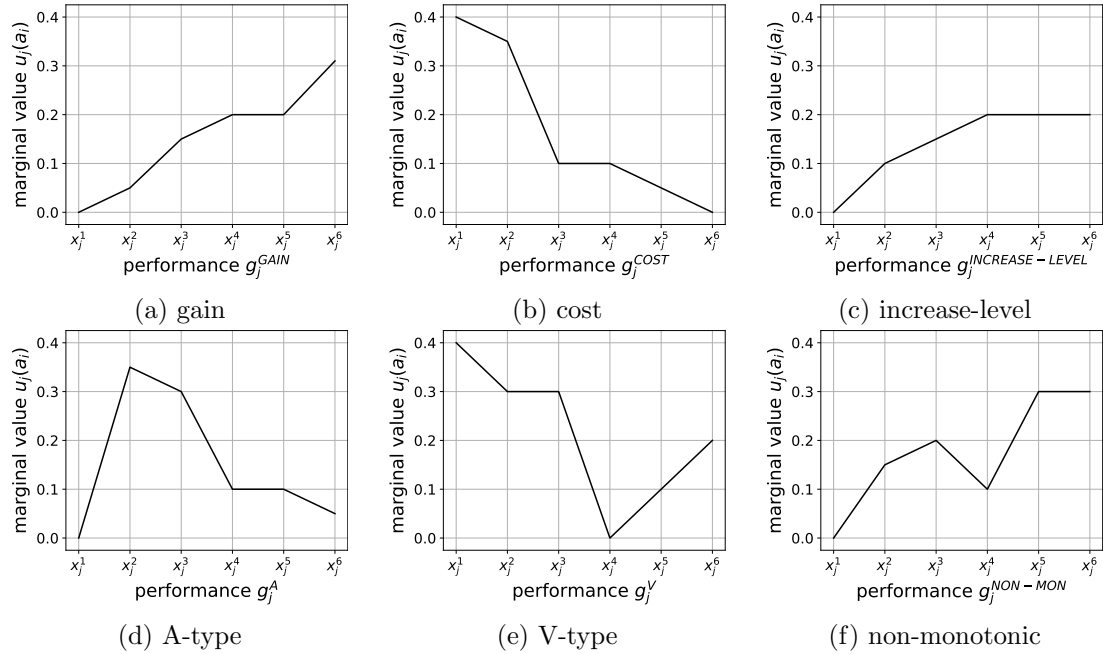 0.4
0.3
0.2
0.1
0.0
marginal value u_j(a_i)
x_j^1 x_j^2 x_j^3 x_j^4 x_j^5 x_j^6
performance g_j^GAIN
(a) gain
0.4
0.3
0.2
0.1
0.0
marginal value u_j(a_i)
x_j^1 x_j^2 x_j^3 x_j^4 x_j^5 x_j^6
performance g_j^COST
(b) cost
0.4
0.3
0.2
0.1
0.0
marginal value u_j(a_i)
x_j^1 x_j^2 x_j^3 x_j^4 x_j^5 x_j^6
performance g_j^INCREASE−LEVEL
(c) increase-level
0.4
0.3
0.2
0.1
0.0
marginal value u_j(a_i)
x_j^1 x_j^2 x_j^3 x_j^4 x_j^5 x_j^6
performance g_j^A
(d) A-type
0.4
0.3
0.2
0.1
0.0
marginal value u_j(a_i)
x_j^1 x_j^2 x_j^3 x_j^4 x_j^5 x_j^6
performance g_j^V
(e) V-type
0.4
0.3
0.2
0.1
0.0
marginal value u_j(a_i)
x_j^1 x_j^2 x_j^3 x_j^4 x_j^5 x_j^6
performance g_j^NON−MON
(f) non-monotonic